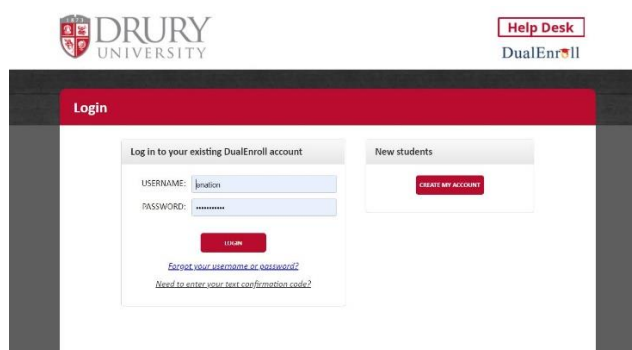 DRURY
UNIVERSITY
Help Desk
DualEnroll
Login
Log in to your existing DualEnroll account
USERNAME:
PASSWORD: •••••••••••
LOGIN
Forgot your username or password?
Need to enter your text confirmation code?
New students
CREATE MY ACCOUNT